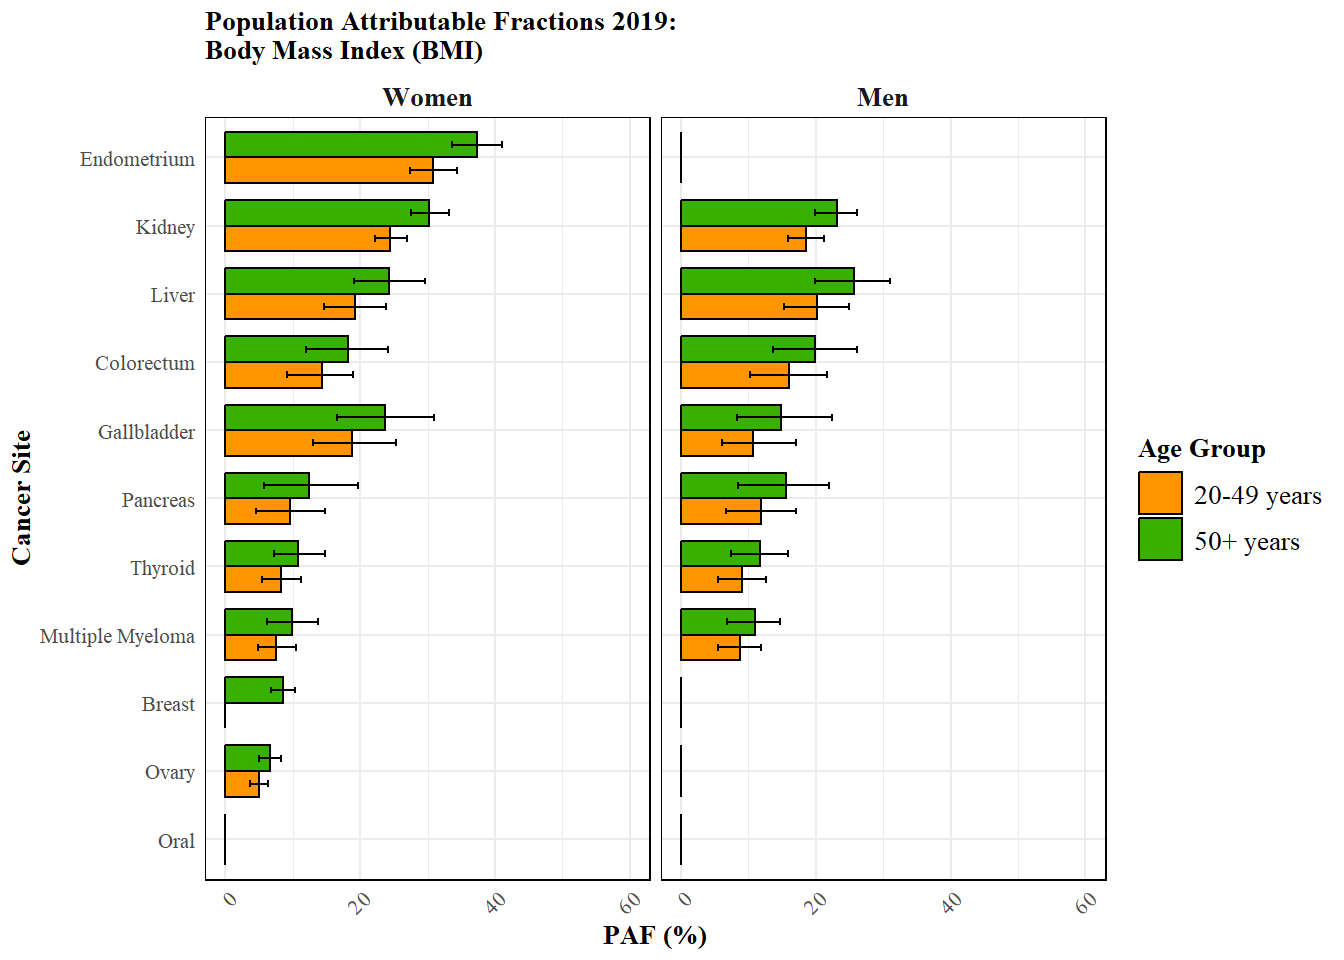 Population Attributable Fractions 2019:
Body Mass Index (BMI)
Women
Men
Cancer Site
Endometrium
Kidney
Liver
Colorectum
Gallbladder
Pancreas
Thyroid
Multiple Myeloma
Breast
Ovary
Oral
0 20 40 60
0 20 40 60
PAF (%)
Age Group
20-49 years
50+ years